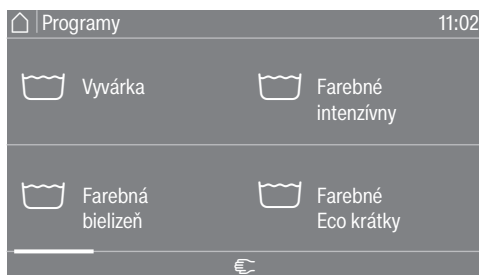 Programy 11:02
Vyvárka
Farebné
intenzívny
Farebná
bielizeň
Farebné
Eco krátky